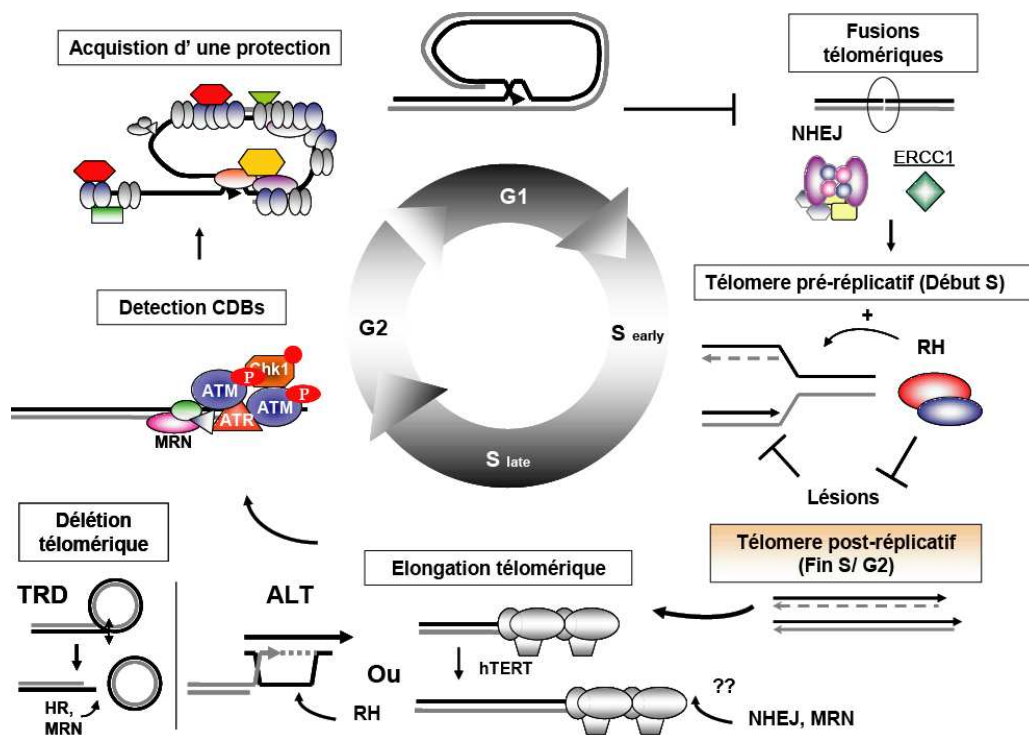 Acquistion d' une protection
Fusions
télomériques
NHEJ
ERCC1
G1
Télomere pré-réplicatif (Début S)
+
RH
Detection CDBs
G2
S early
P
Chk1
ATM
P
ATM
ATR
MRN
S late
Lésions
Délétion
télomérique
Télomere post-réplicatif
(Fin S/ G2)
Elongation télomérique
TRD
ALT
hTERT
Ou
??
HR,
MRN
RH
NHEJ, MRN